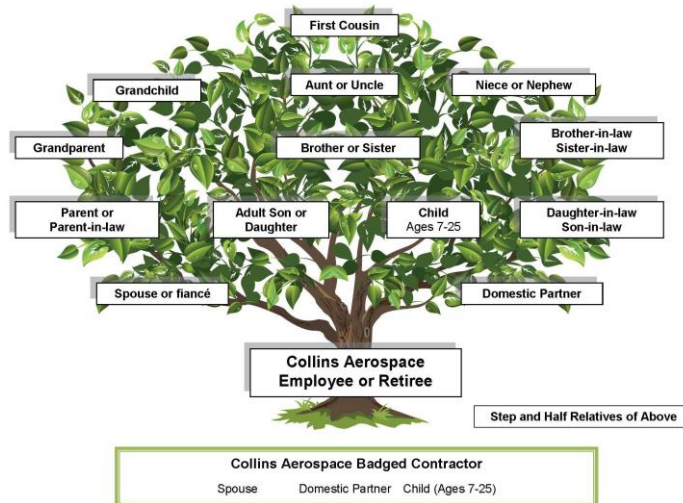 First Cousin
Grandchild
Aunt or Uncle
Niece or Nephew
Grandparent
Brother or Sister
Brother-in-law
Sister-in-law
Parent or
Parent-in-law
Adult Son or
Daughter
Child
Ages 7-25
Daughter-in-law
Son-in-law
Spouse or fiancé
Domestic Partner
Collins Aerospace
Employee or Retiree
Step and Half Relatives of Above
Collins Aerospace Badged Contractor
Spouse Domestic Partner Child (Ages 7-25)